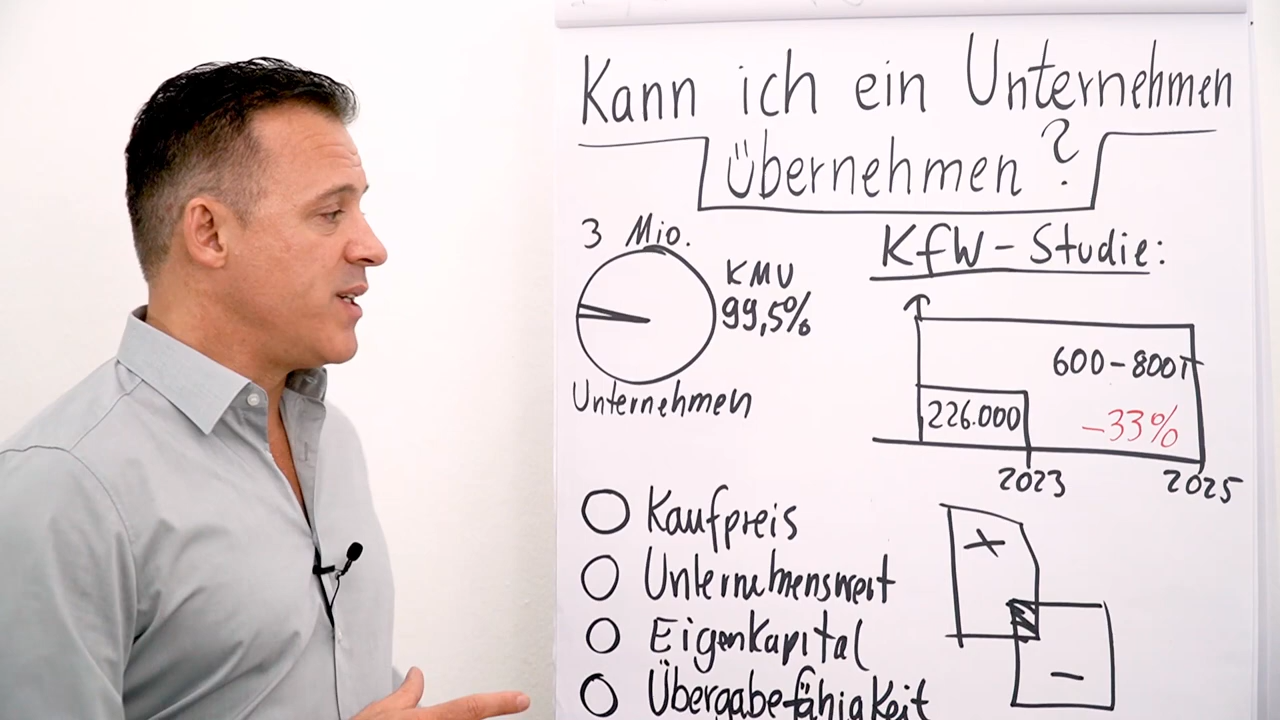 Kann ich ein Unternehmen
übernehmen?
3 Mio.
KMU
99,5%
Unternehmen
KfW-Studie:
600-800T
226.000
-33%
2023
2025
Kaufpreis
Unternehmenswert
Eigenkapital
Übergabefähigkeit
+
-